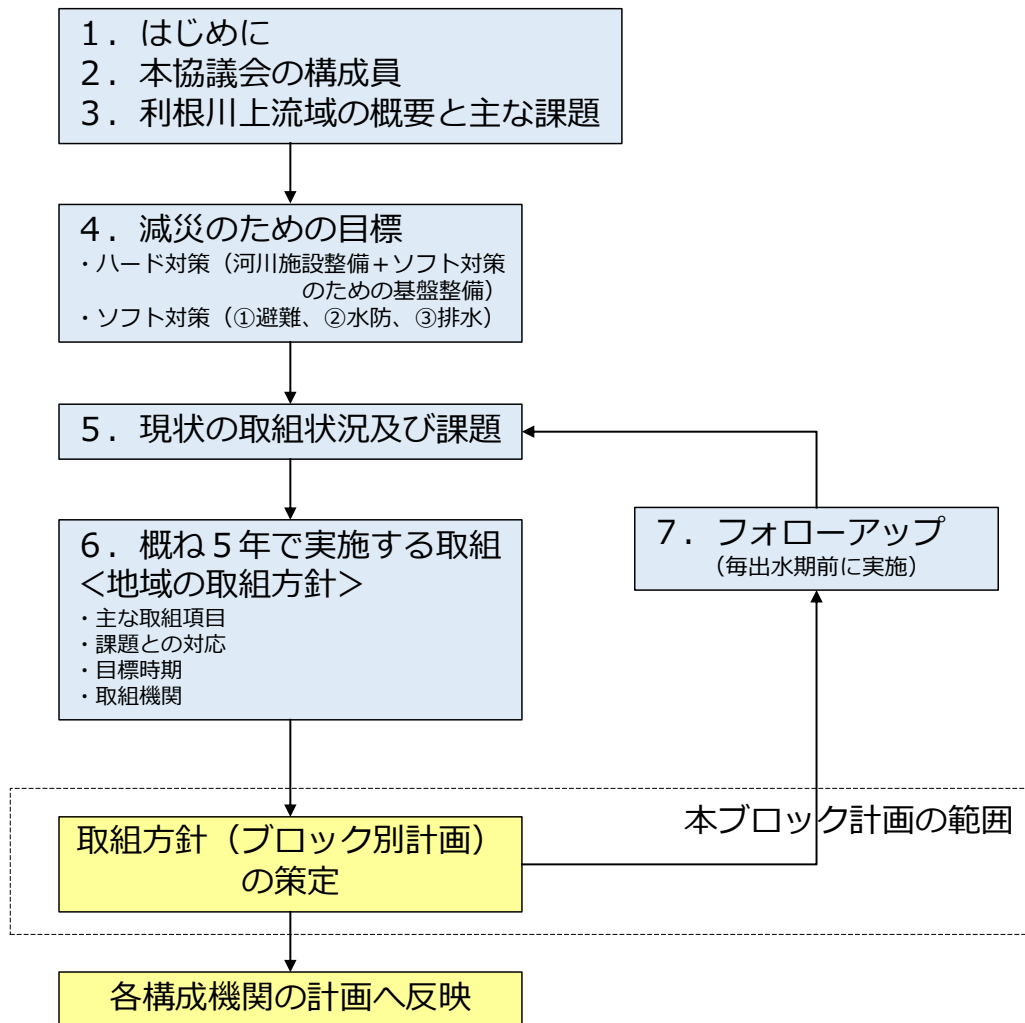 １．はじめに
２．本協議会の構成員
３．利根川上流域の概要と主な課題
４．減災のための目標
・ハード対策（河川施設整備＋ソフト対策
のための基盤整備）
・ソフト対策（①避難、②水防、③排水）
５．現状の取組状況及び課題
６．概ね５年で実施する取組
＜地域の取組方針＞
・主な取組項目
・課題との対応
・目標時期
・取組機関
７．フォローアップ
（毎出水期前に実施）
本ブロック計画の範囲
取組方針（ブロック別計画）
の策定
各構成機関の計画へ反映